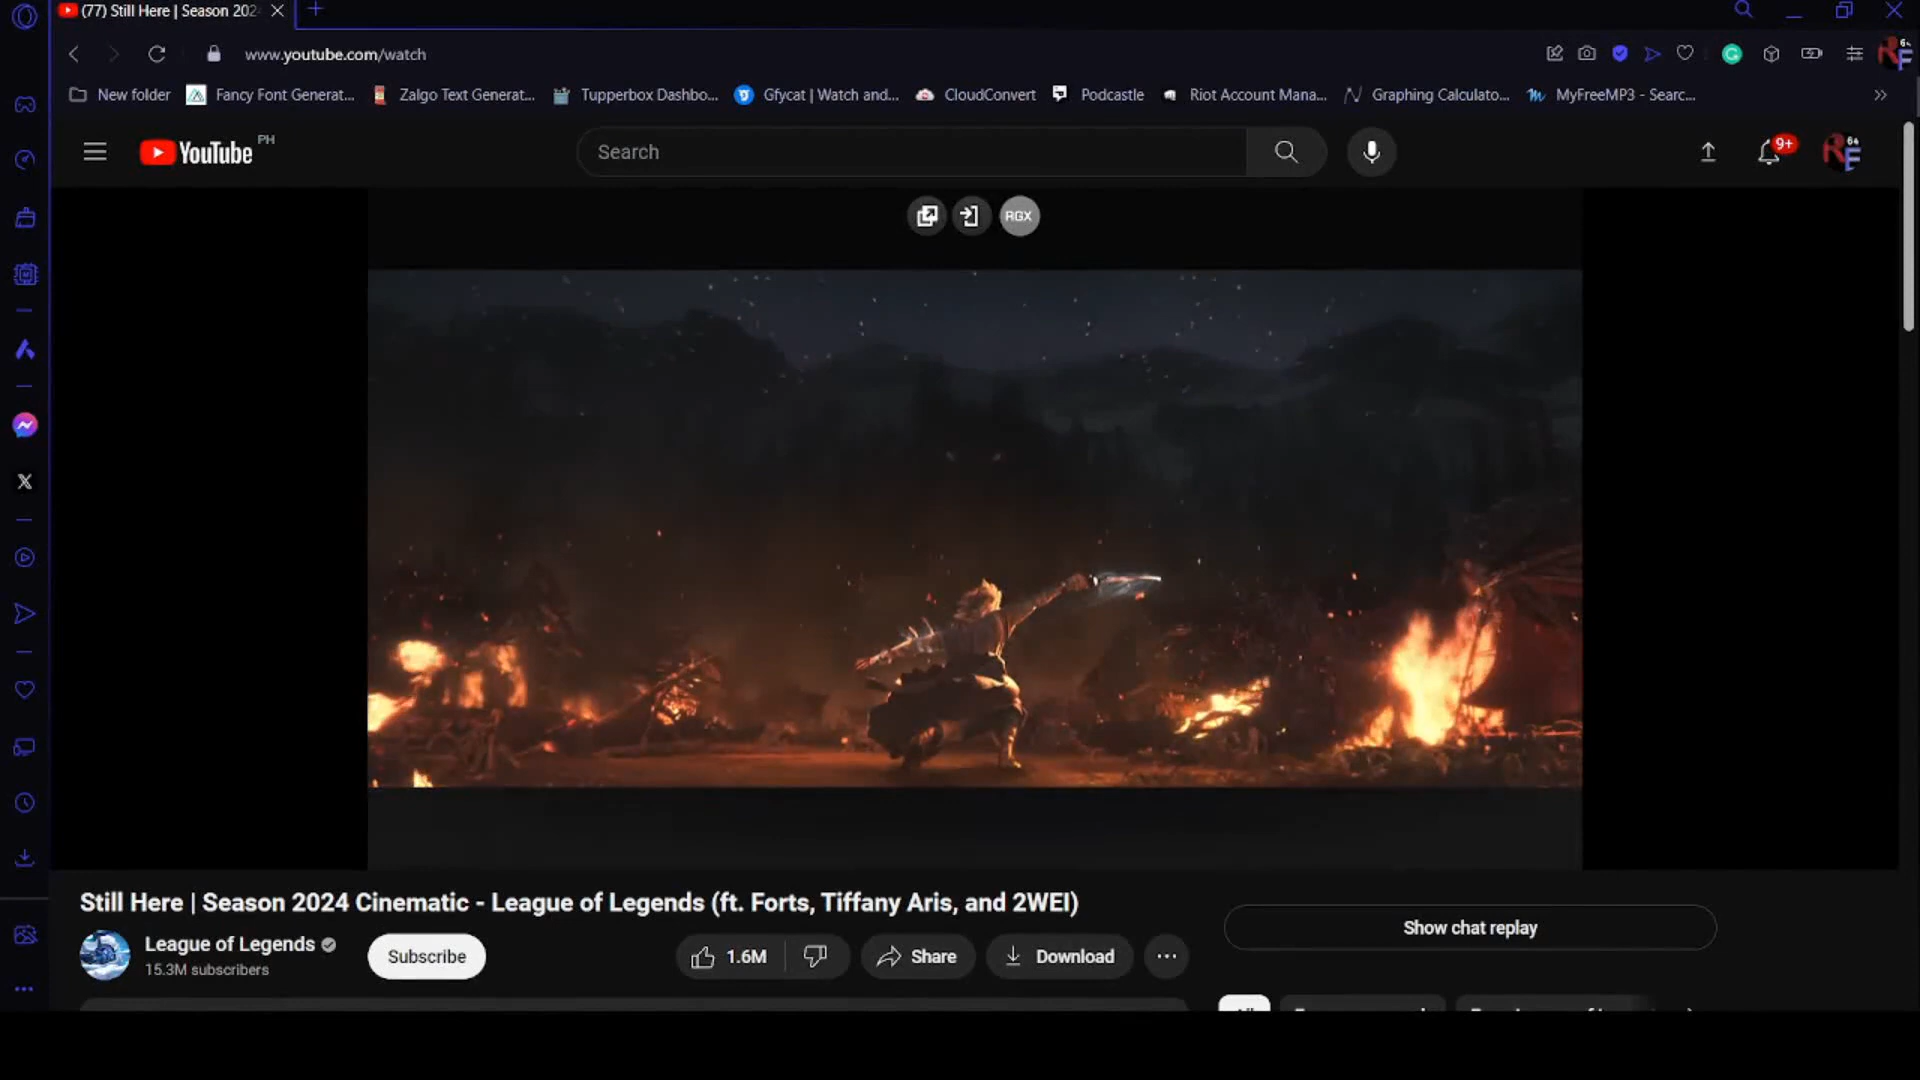 (77) Still Here | Season 202
www.youtube.com/watch
New folder
Fancy Font Generat...
Zalgo Text Generat...
Tupperbox Dashbo...
Gfycat | Watch and...
CloudConvert
Podcastle
Riot Account Mana...
Graphing Calculato...
MyFreeMP3 - Searc...
YouTube PH
Search
9+
RGX
Still Here | Season 2024 Cinematic - League of Legends (ft. Forts, Tiffany Aris, and 2WEI)
League of Legends
15.3M subscribers
Subscribe
1.6M
Share
Download
Show chat replay